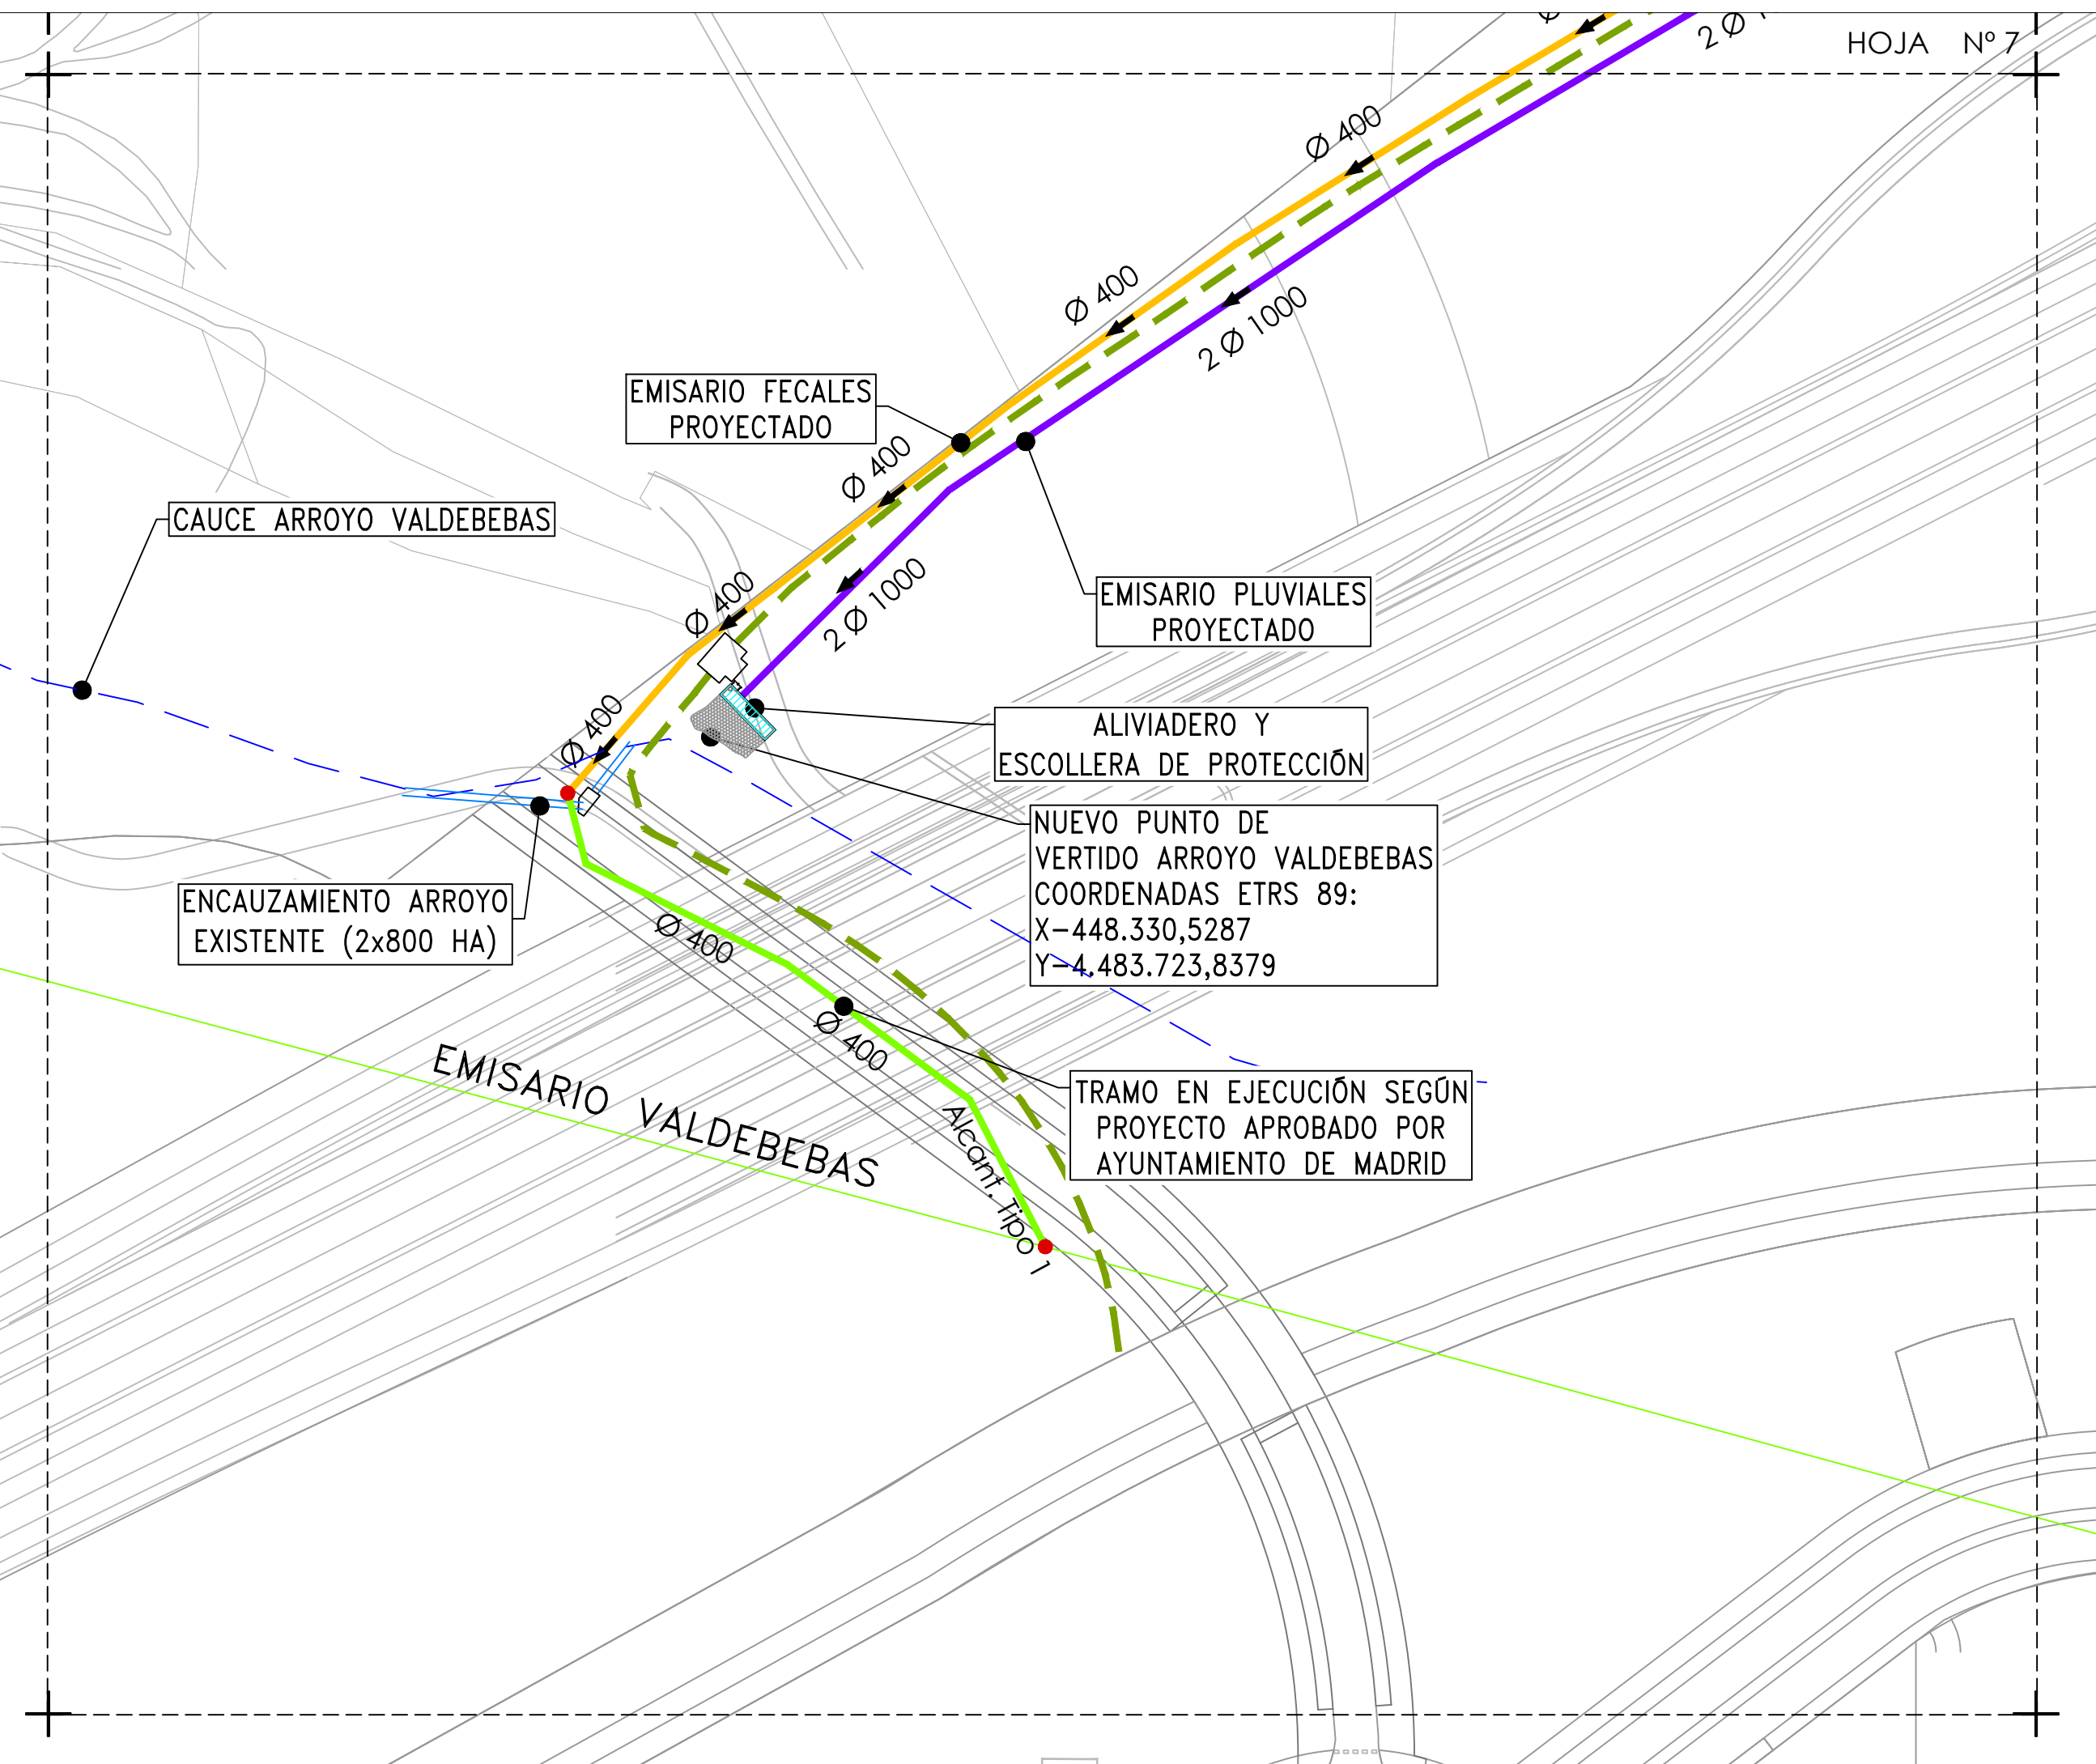 HOJA Nº 7
2 Ø
Ø 400
Ø 400
2 Ø 1000
EMISARIO FECALES
PROYECTADO
Ø 400
CAUCE ARROYO VALDEBEBAS
EMISARIO PLUVIALES
PROYECTADO
Ø 400
2 Ø 1000
Ø 400
ALIVIADERO Y
ESCOLLERA DE PROTECCIÓN
NUEVO PUNTO DE
VERTIDO ARROYO VALDEBEBAS
COORDENADAS ETRS 89:
X-448.330,5287
Y-4.483.723,8379
ENCAUZAMIENTO ARROYO
EXISTENTE (2x800 HA)
Ø 400
Ø 400
EMISARIO VALDEBEBAS
TRAMO EN EJECUCIÓN SEGÚN
PROYECTO APROBADO POR
AYUNTAMIENTO DE MADRID
Alcant. Tipo 1